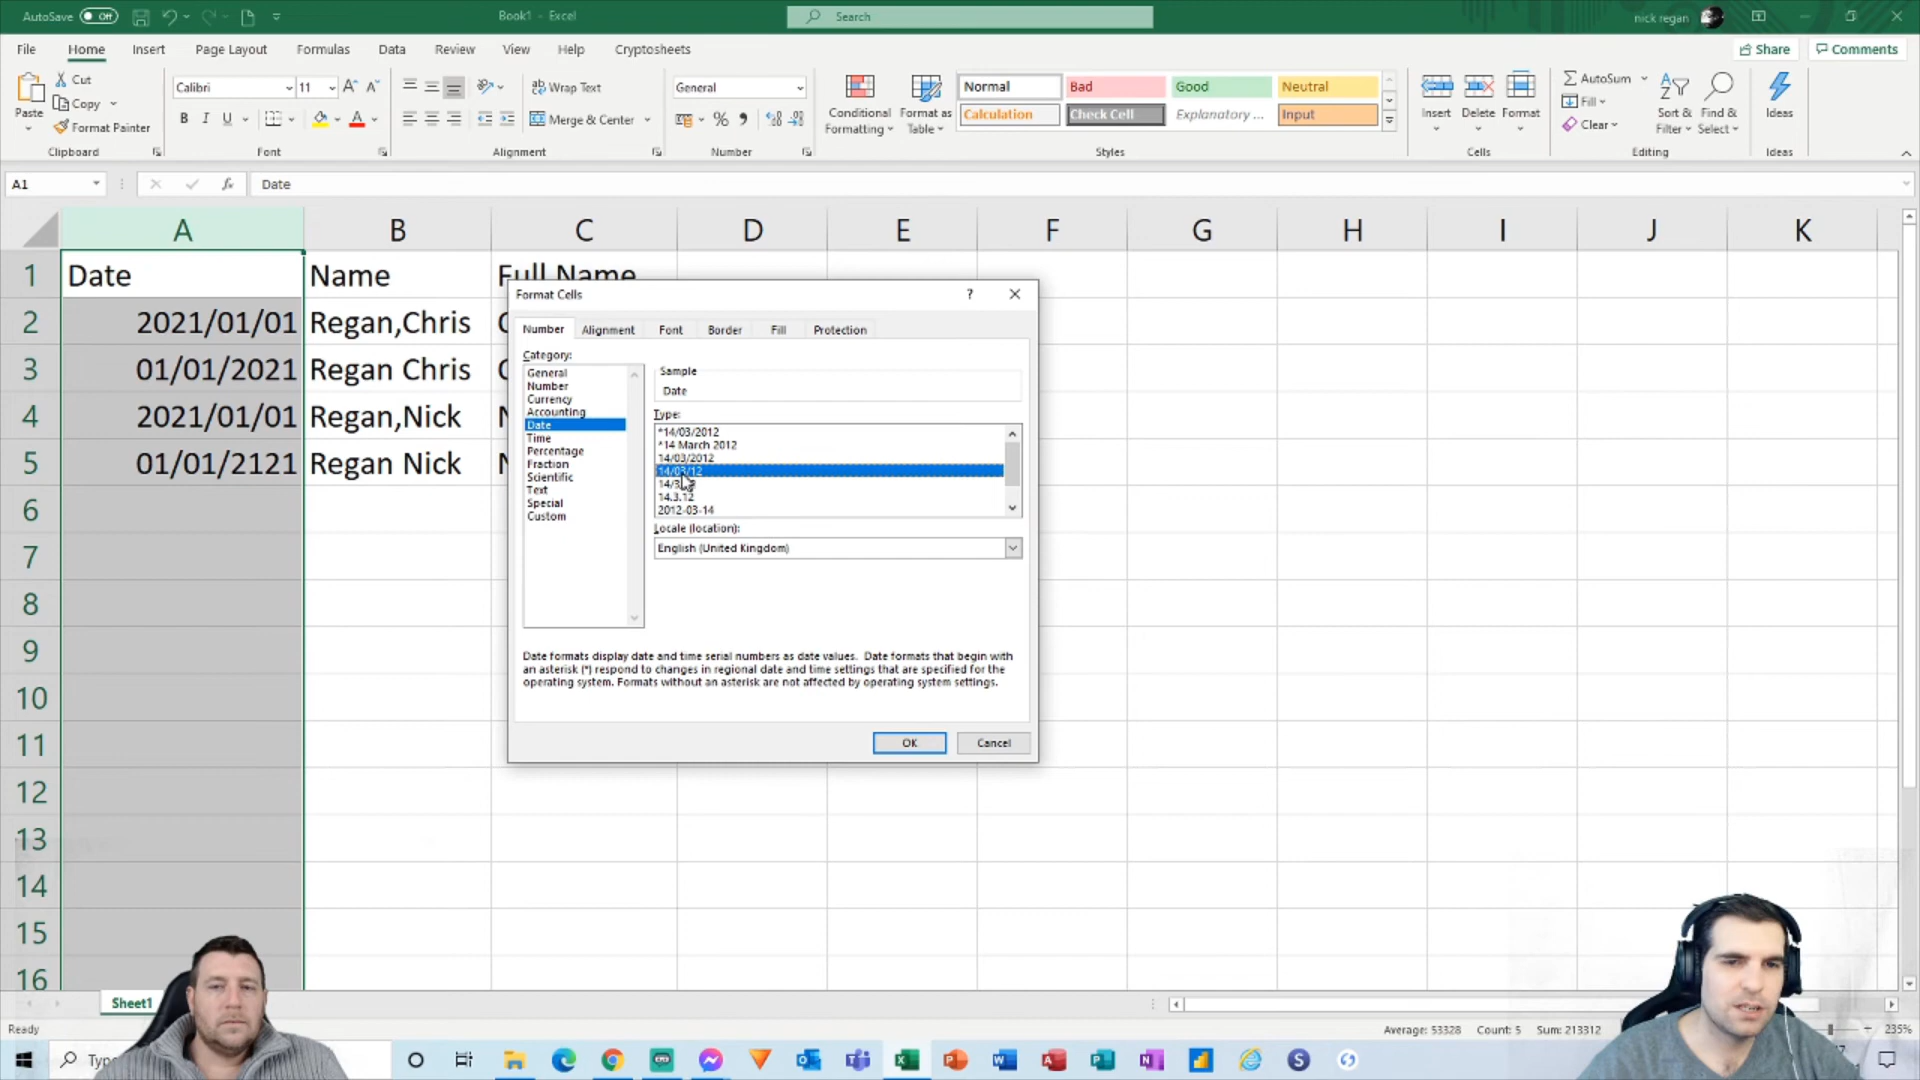 AutoSave Off
Book1 - Excel
Search
nick regan
File Home Insert Page Layout Formulas Data Review View Help Cryptosheets
Share Comments
Paste
Cut
Copy
Format Painter
Clipboard
Calibri 11
B I U
Font
Wrap Text
Merge & Center
Alignment
General
Number
Conditional Formatting
Format as Table
Normal Bad Good Neutral
Calculation Check Cell Explanatory ... Input
Styles
Insert Delete Format
Cells
AutoSum
Fill
Clear
Sort & Filter
Find & Select
Editing
Ideas
Ideas
A1
fx
Date
A B C D E F G H I J K
1 Date Name Full Name
2 2021/01/01 Regan,Chris
3 01/01/2021 Regan Chris
4 2021/01/01 Regan,Nick
5 01/01/2121 Regan Nick
6
7
8
9
10
11
12
13
14
15
16
Format Cells
Number Alignment Font Border Fill Protection
Category:
General
Number
Currency
Accounting
Date
Time
Percentage
Fraction
Scientific
Text
Special
Custom
Sample
Date
Type:
*14/03/2012
*14 March 2012
14/03/2012
14/03/12
14.3.12
2012-03-14
Locale (location):
English (United Kingdom)
Date formats display date and time serial numbers as date values. Date formats that begin with
an asterisk (*) respond to changes in regional date and time settings that are specified for the
operating system. Formats without an asterisk are not affected by operating system settings.
OK Cancel
Sheet1
Ready
Average: 53328 Count: 5 Sum: 213312
235%